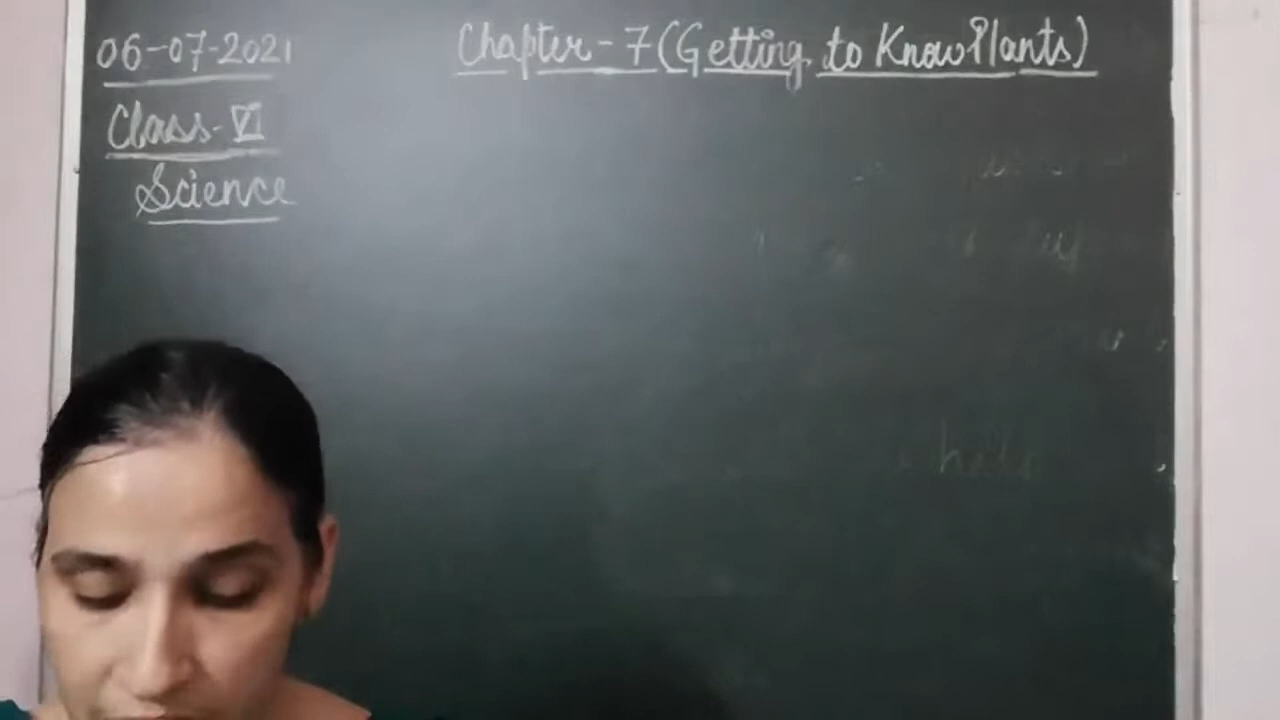 06-07-2021
Chapter - 7 (Getting to Know Plants)
Class- VI
Science